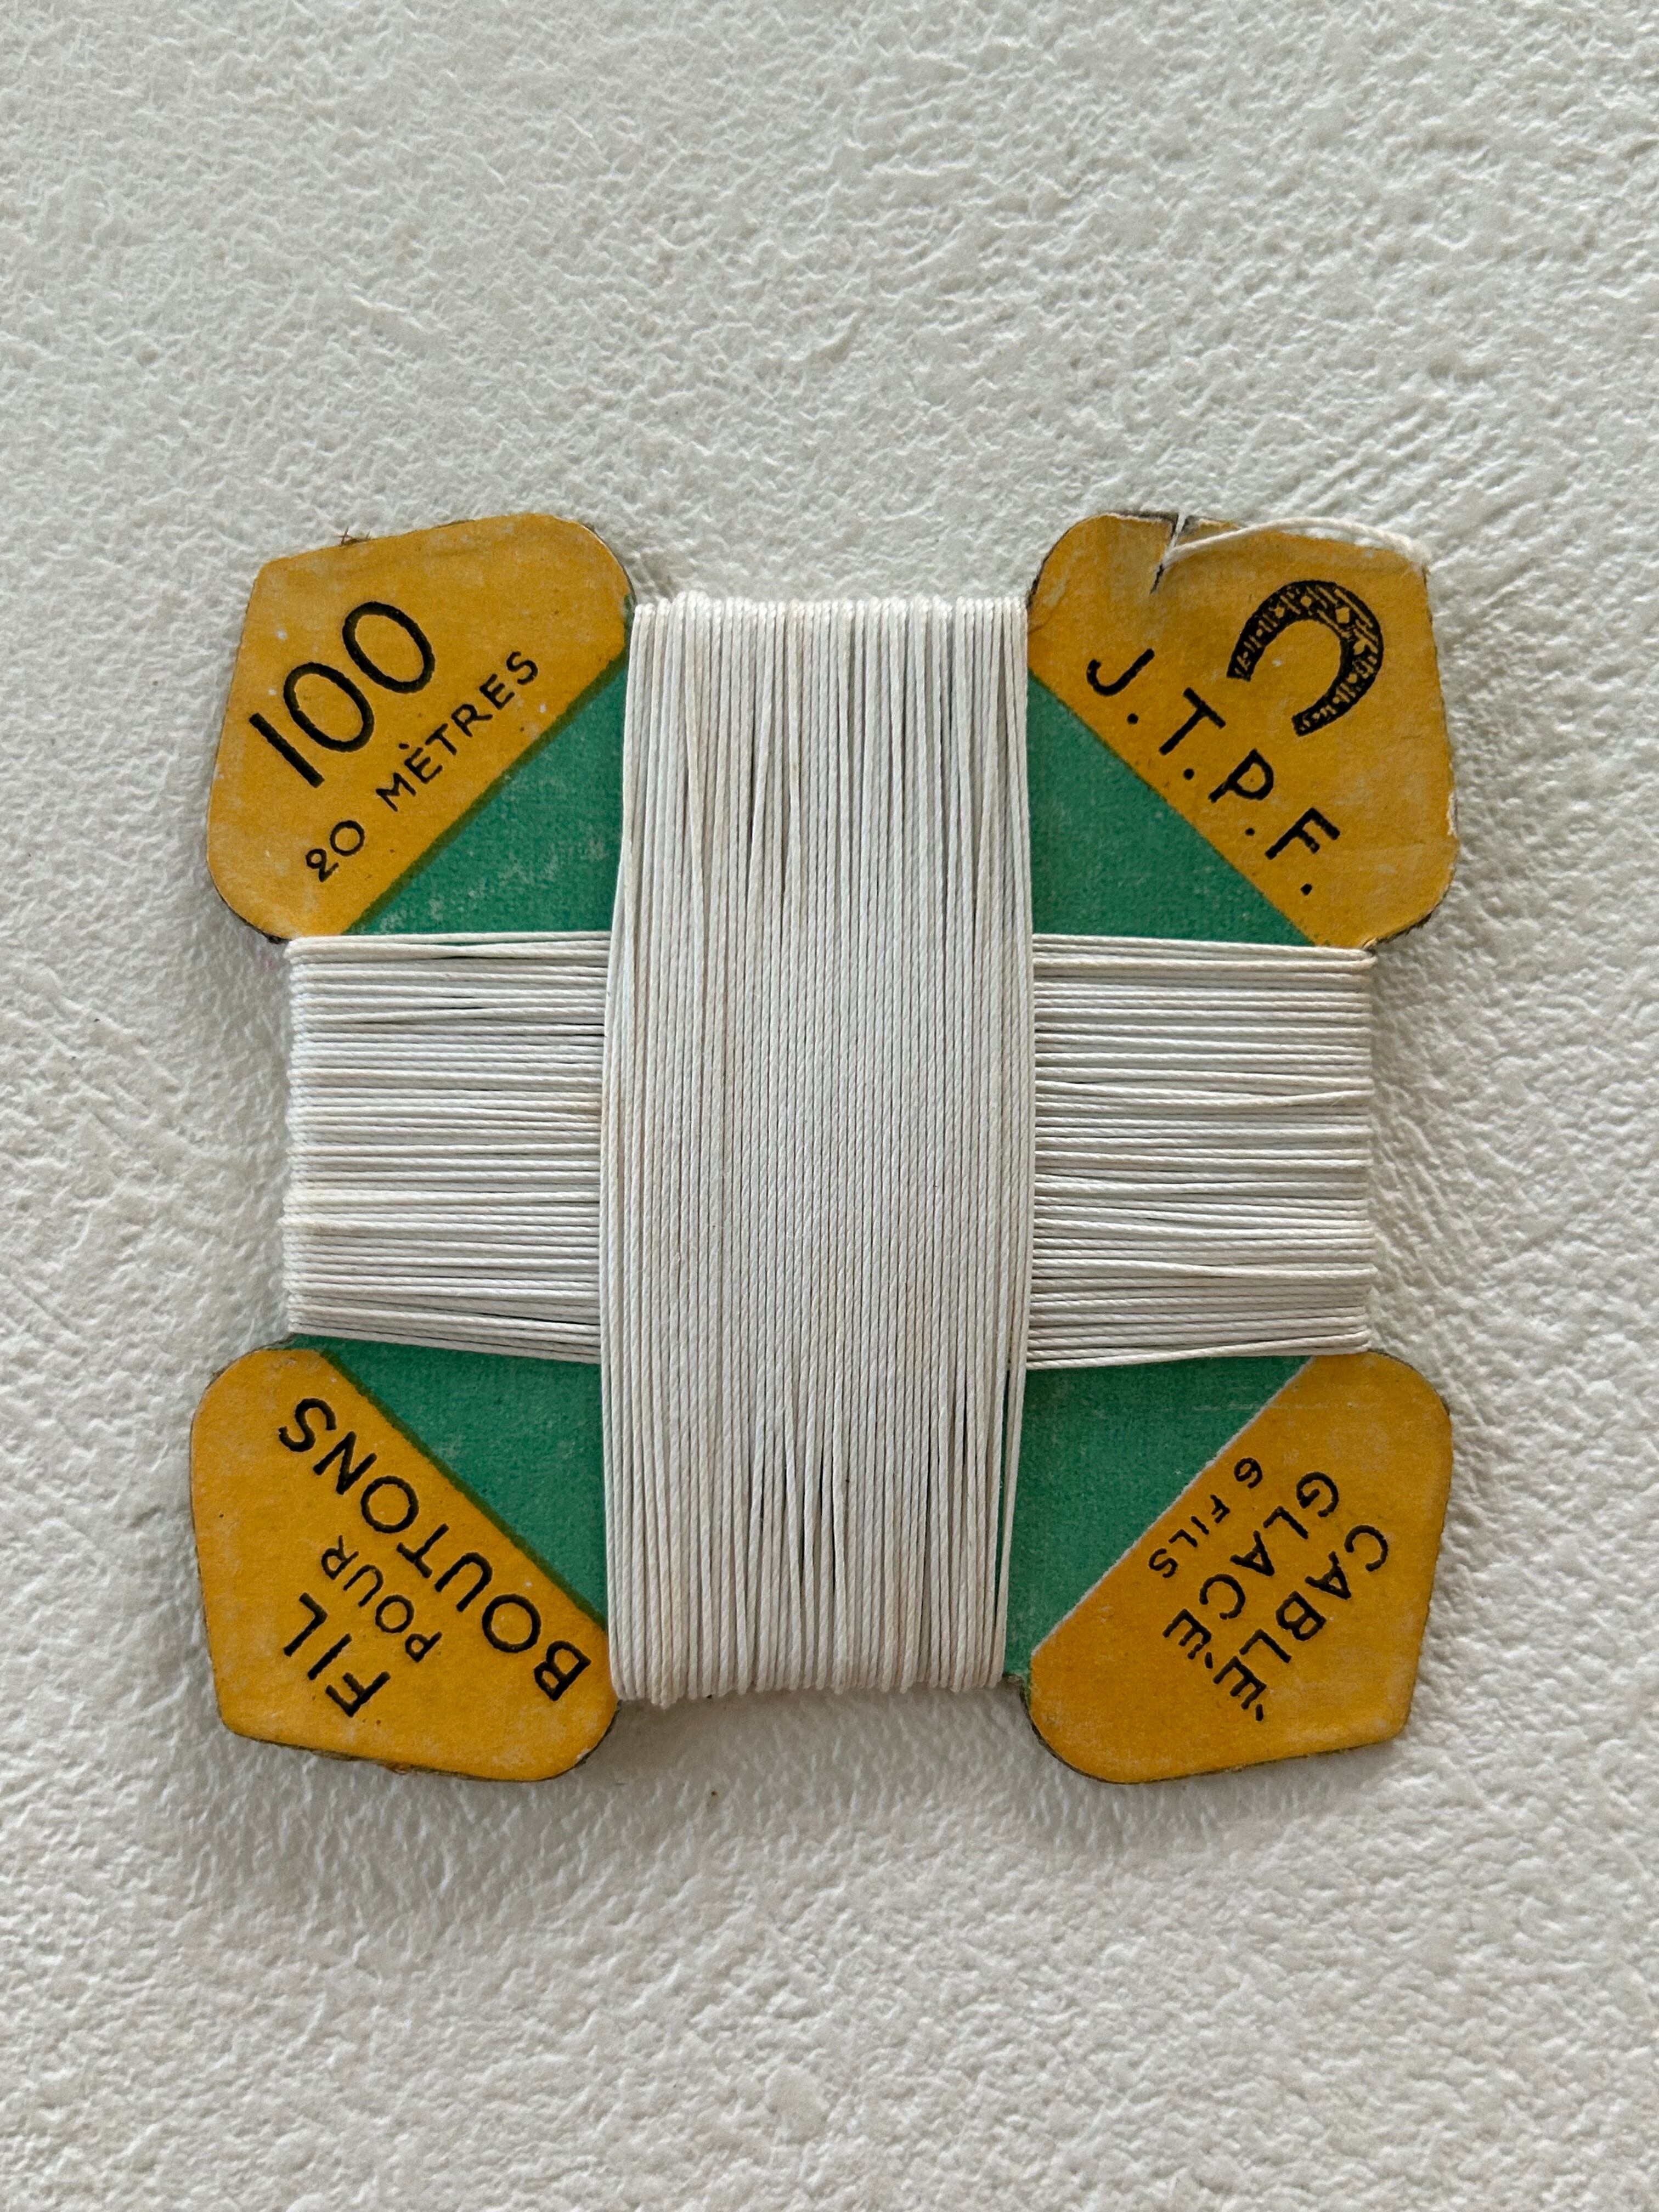 100
20 MÈTRES
J.T.P.F.
FIL
POUR
BOUTONS
CABLÉ
GLACÉ
6 FILS